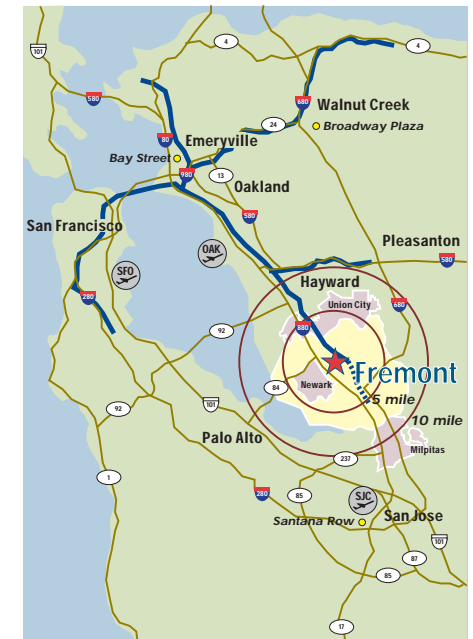 101
4
4
580
680
Walnut Creek
Broadway Plaza
24
80
Emeryville
Bay Street
980
13
Oakland
580
San Francisco
OAK
SFO
Pleasanton
580
Hayward
280
Union City
680
880
92
Fremont
Newark
84
5 mile
92
101
10 mile
Palo Alto
Milpitas
237
1
280
85
SJC
Santana Row
San Jose
101
87
85
17